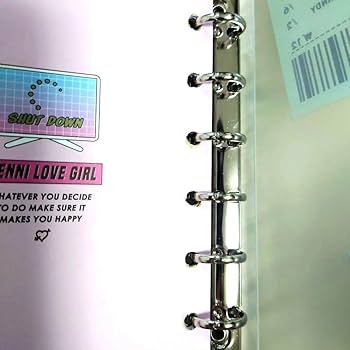 SHUT DOWN
ENNI LOVE GIRL
HATEVER YOU DECIDE
TO DO MAKE SURE IT
MAKES YOU HAPPY